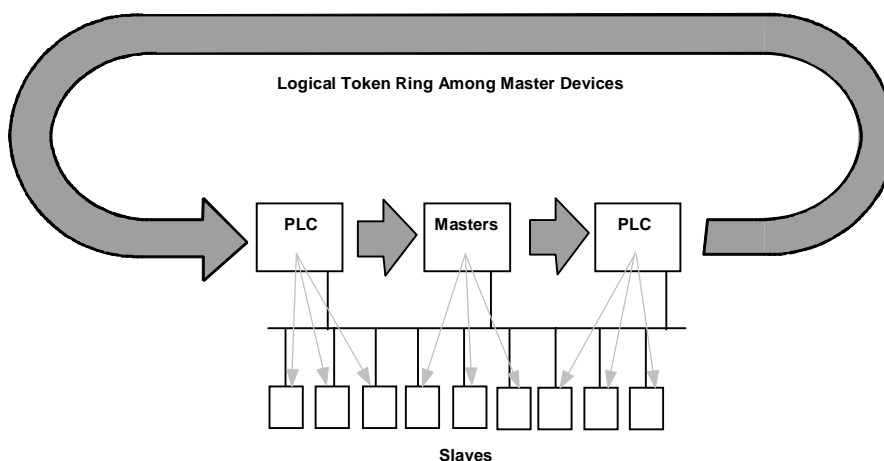 Logical Token Ring Among Master Devices
PLC
Masters
PLC
Slaves